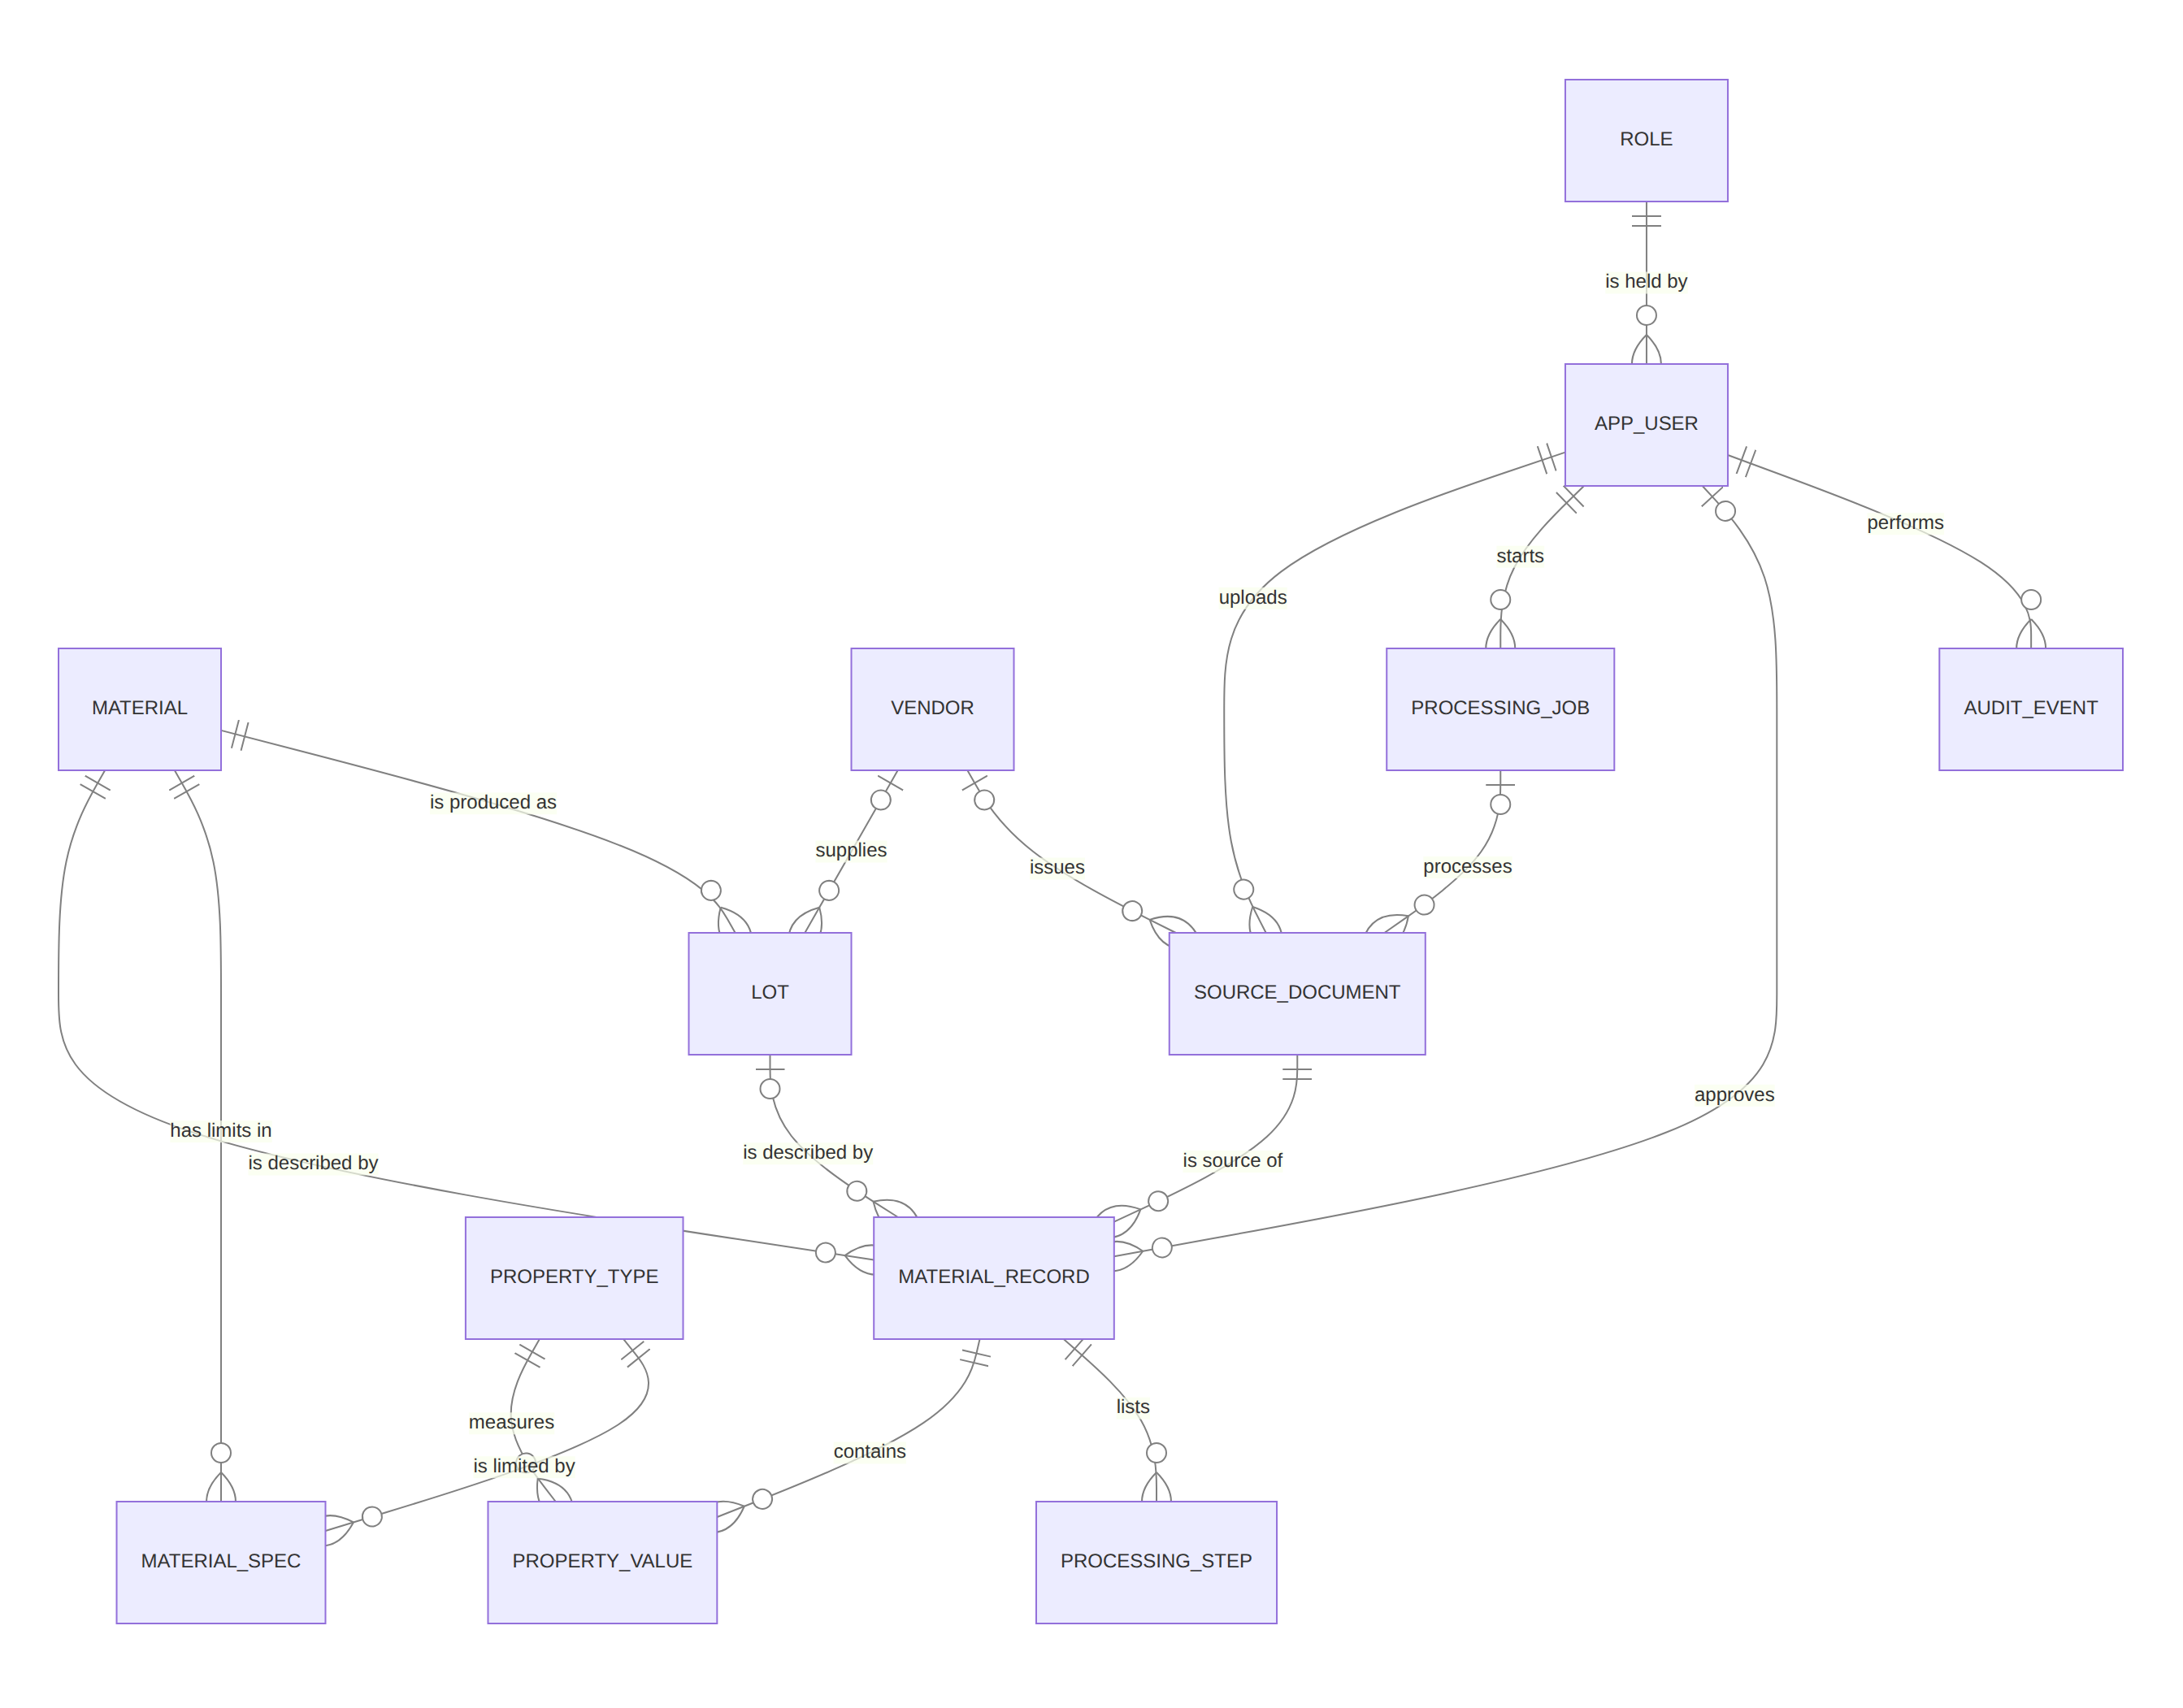 ROLE
is held by
APP_USER
performs
starts
uploads
MATERIAL
VENDOR
PROCESSING_JOB
AUDIT_EVENT
is produced as
supplies
issues
processes
LOT
SOURCE_DOCUMENT
approves
has limits in
is described by
is described by
is source of
PROPERTY_TYPE
MATERIAL_RECORD
lists
measures
contains
is limited by
MATERIAL_SPEC
PROPERTY_VALUE
PROCESSING_STEP